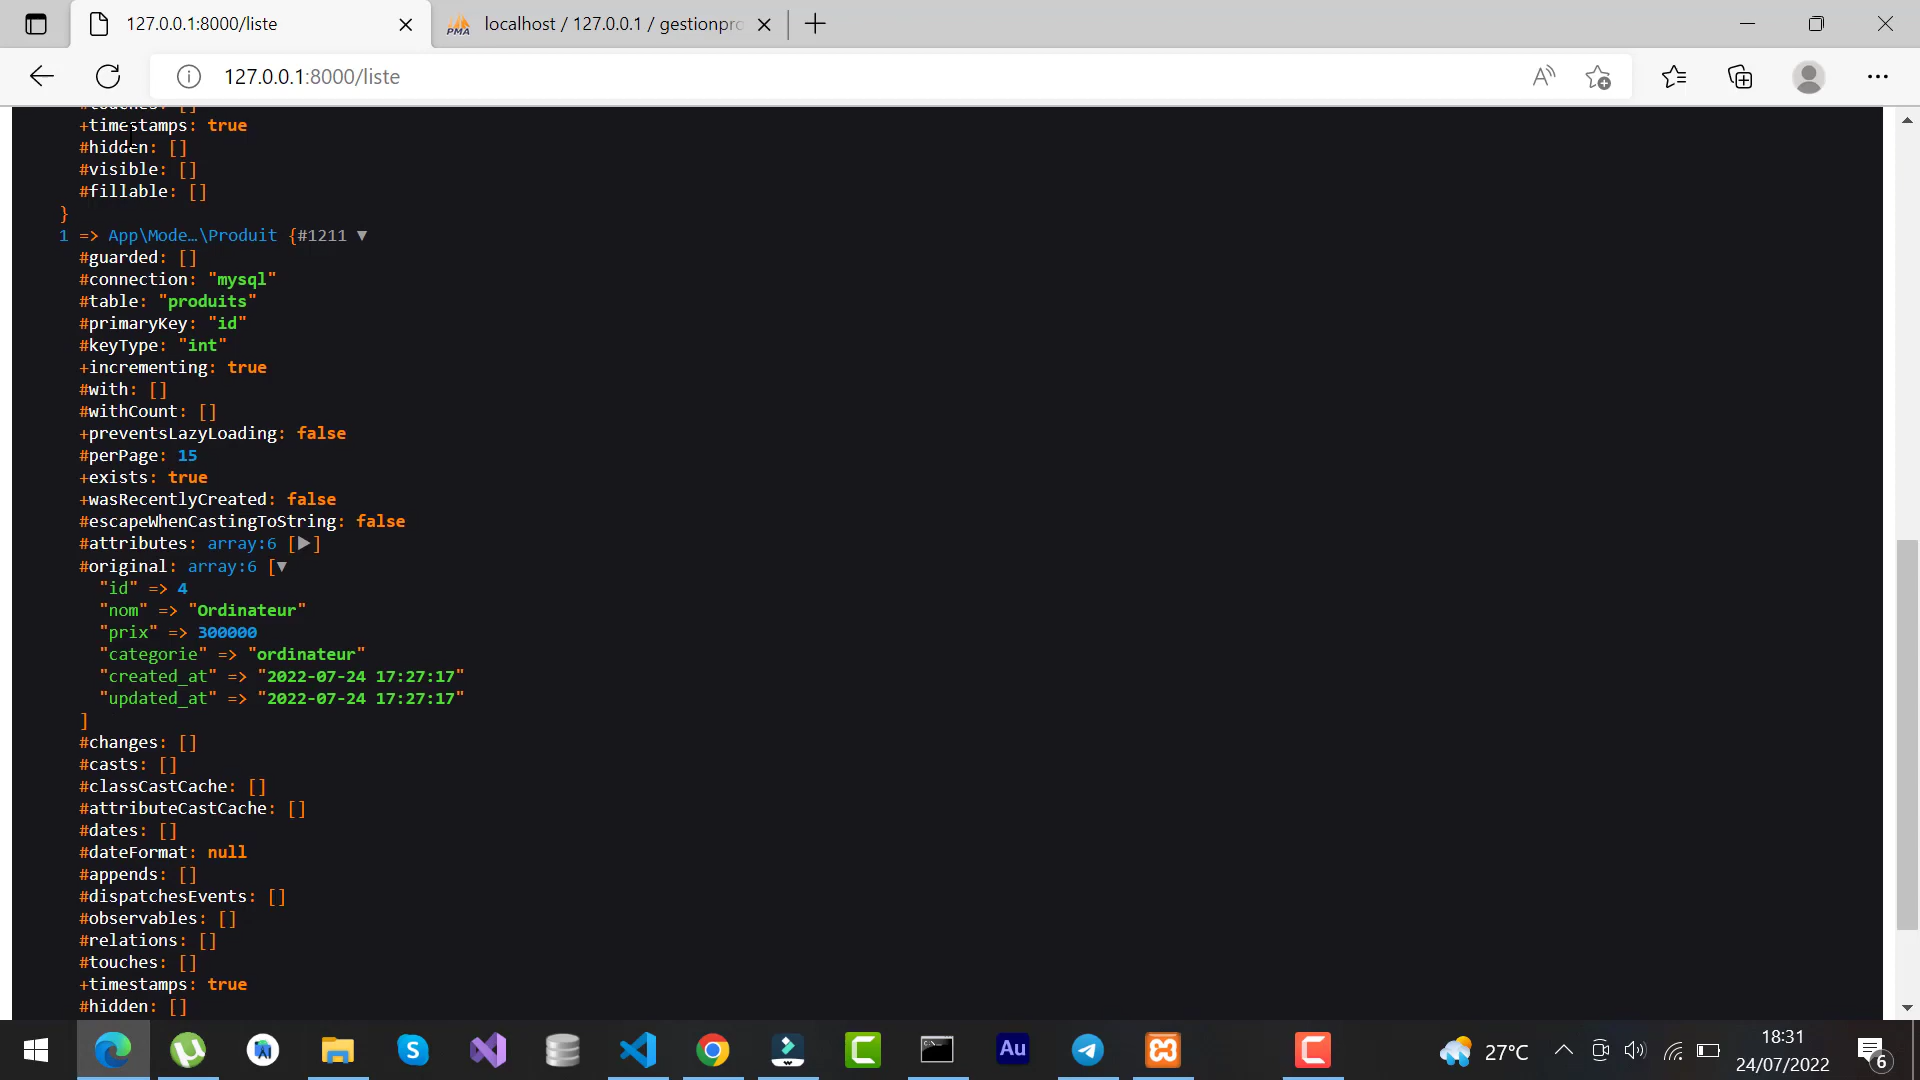 127.0.0.1:8000/liste
localhost / 127.0.0.1 / gestionpro
PMA
127.0.0.1:8000/liste
#touches: []
+timestamps: true
#hidden: []
#visible: []
#fillable: []
}
1 => App\Mode…\Produit {#1211 ▼
#guarded: []
#connection: "mysql"
#table: "produits"
#primaryKey: "id"
#keyType: "int"
+incrementing: true
#with: []
#withCount: []
+preventsLazyLoading: false
#perPage: 15
+exists: true
+wasRecentlyCreated: false
#escapeWhenCastingToString: false
#attributes: array:6 [▶]
#original: array:6 [▼
"id" => 4
"nom" => "Ordinateur"
"prix" => 300000
"categorie" => "ordinateur"
"created_at" => "2022-07-24 17:27:17"
"updated_at" => "2022-07-24 17:27:17"
]
#changes: []
#casts: []
#classCastCache: []
#attributeCastCache: []
#dates: []
#dateFormat: null
#appends: []
#dispatchesEvents: []
#observables: []
#relations: []
#touches: []
+timestamps: true
#hidden: []
Au
27°C
18:31
24/07/2022
6